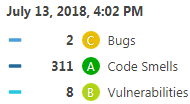 July 13, 2018, 4:02 PM
2 C Bugs
311 A Code Smells
8 B Vulnerabilities